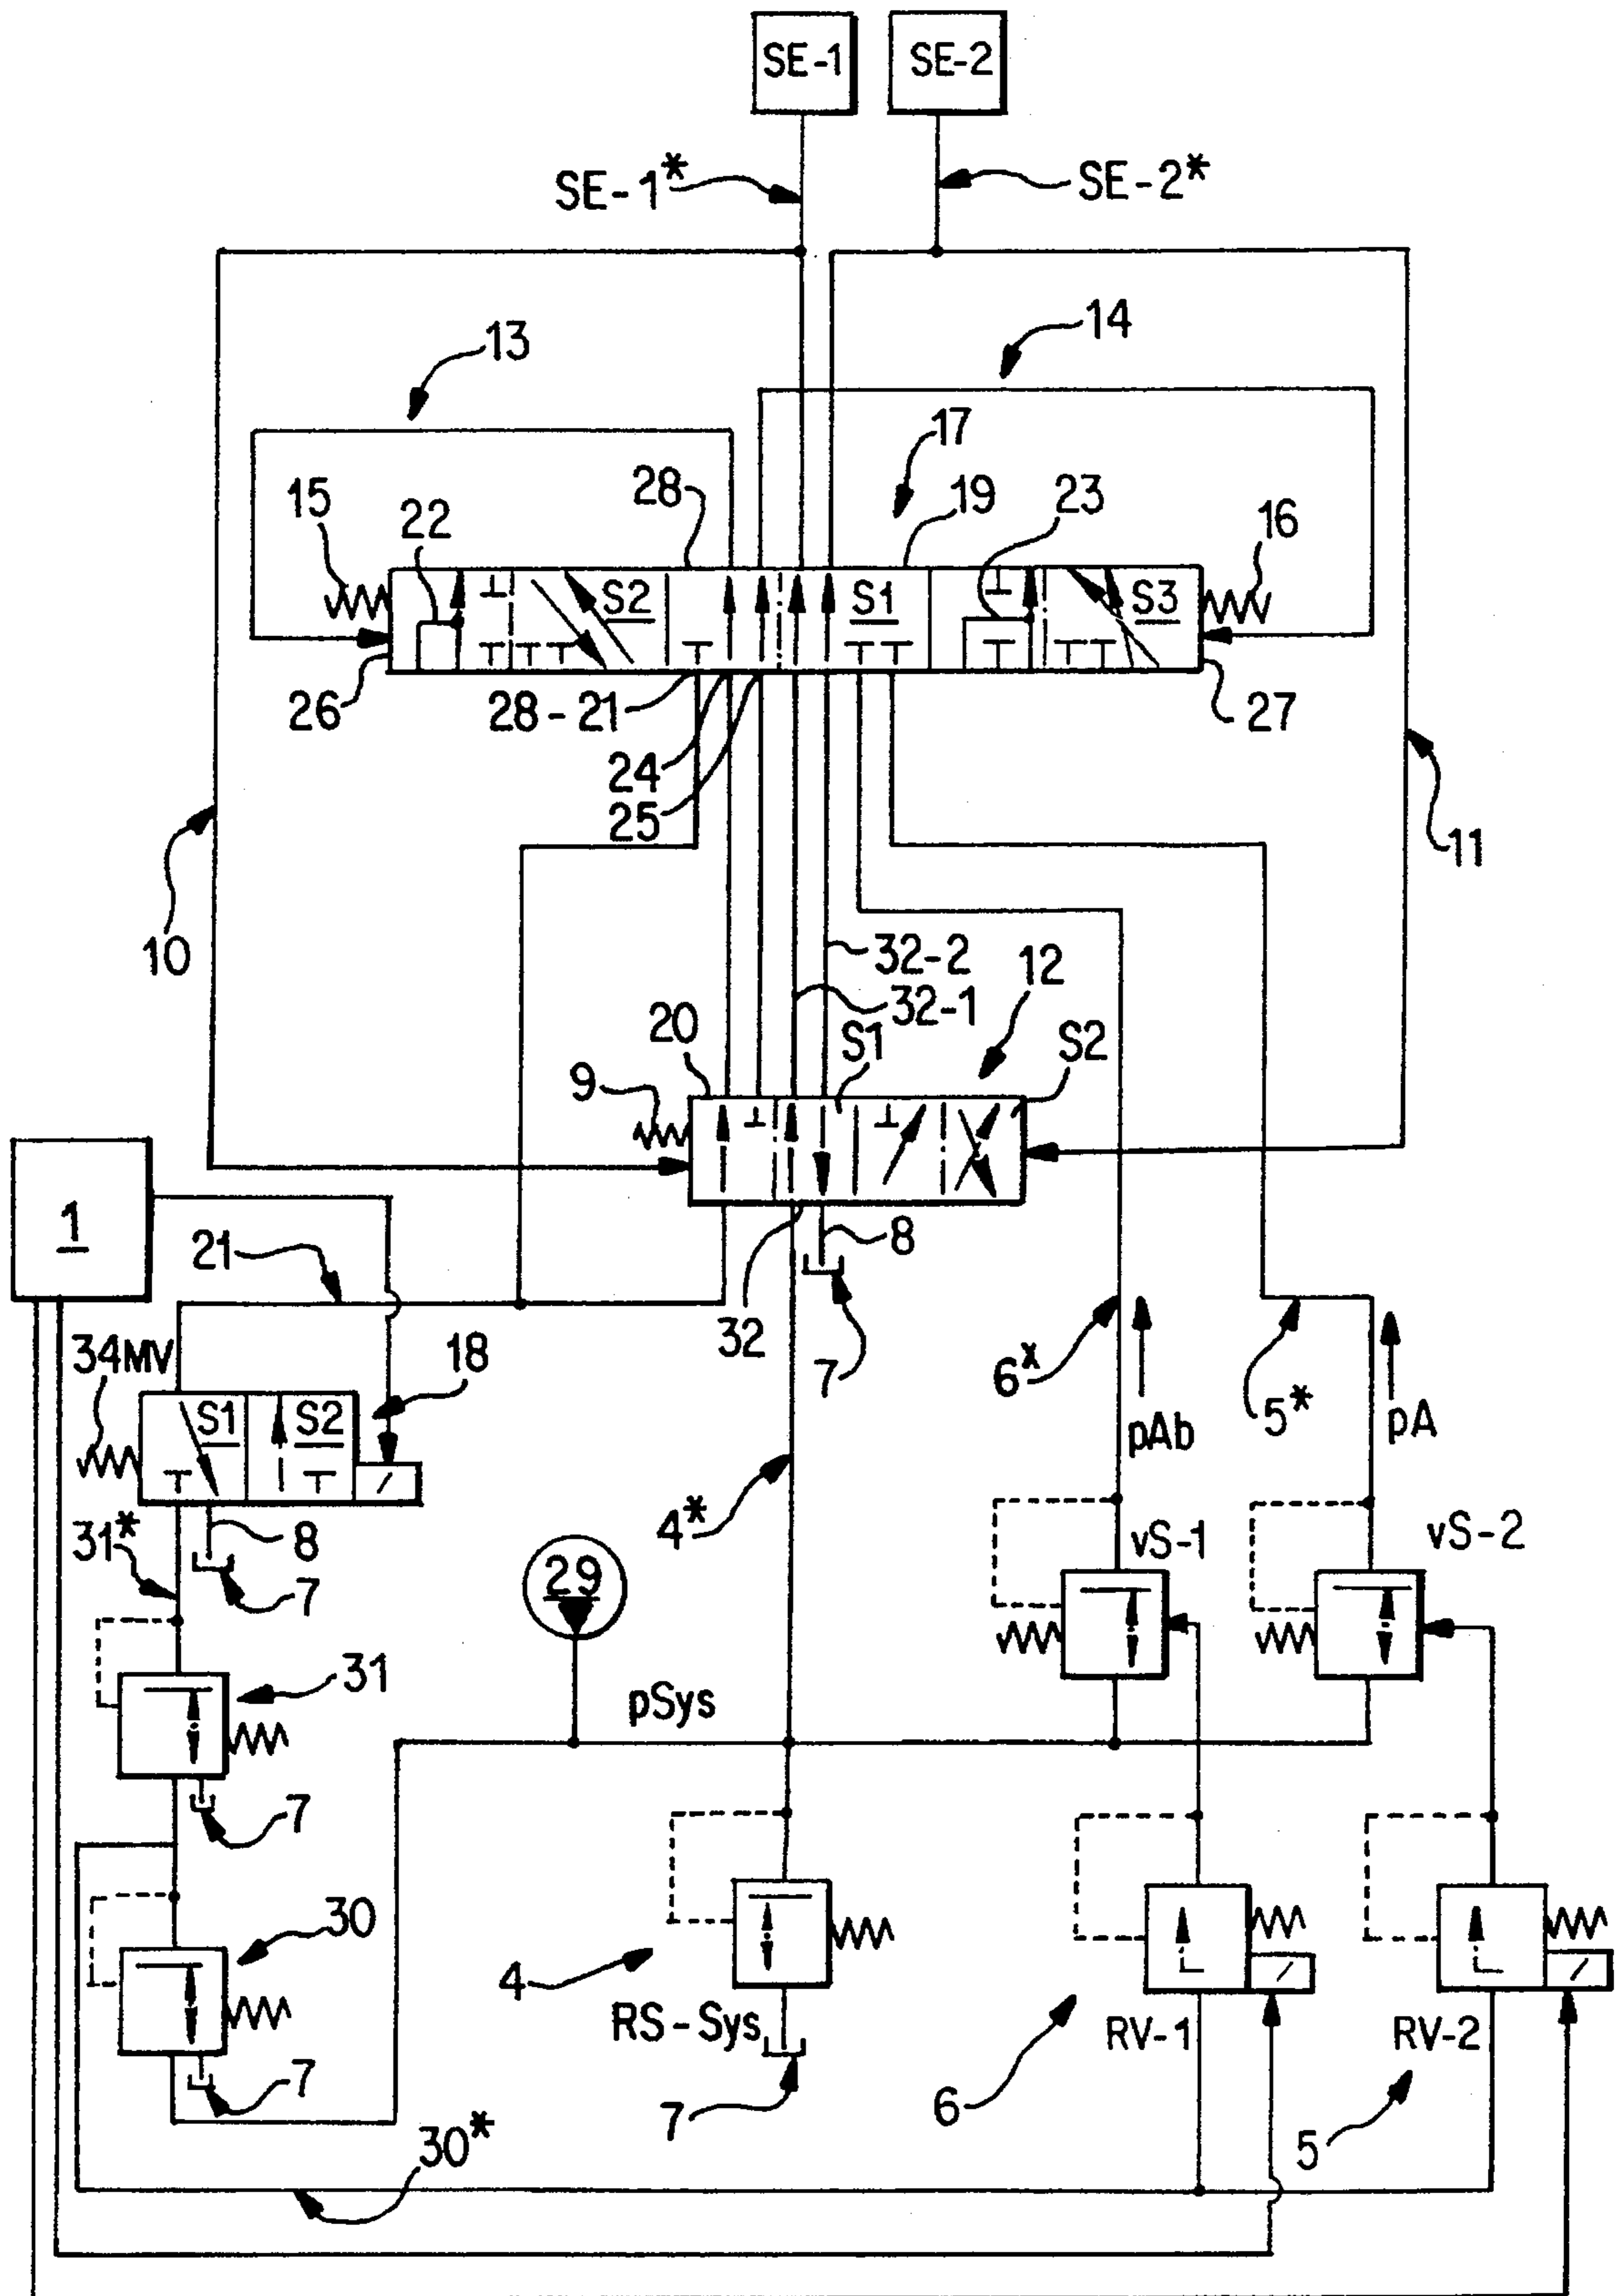 SE-1 SE-2
SE-1* SE-2*
13 14
17
15 22 28 19 23 16
S2 S1 S3
26 28-21 27
24
25
10 11
32-2
32-1
12
20 S1 S2
9
1
21
8
32
7
34MV 18
S1 S2
6x
pAb
5*
pA
4*
31*
8
7
29
vS-1 vS-2
31
pSys
7
30
4
RS-Sys
RV-1 RV-2
7
7
6
5
30*